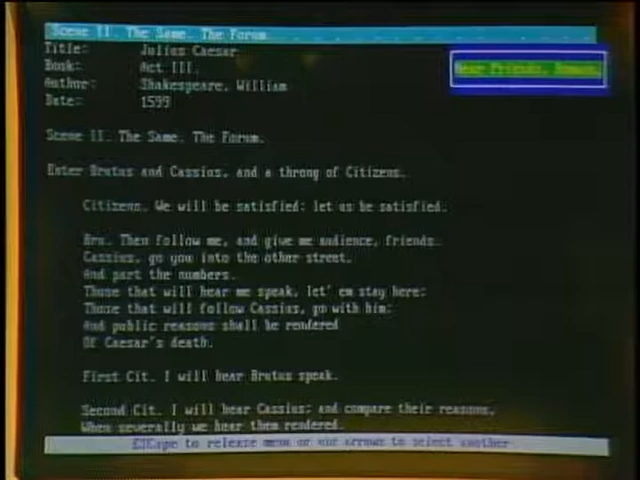 Scene II. The Same. The Forum.
Title: Julius Caesar
Book: Act III.
Author: Shakespeare, William
Date: 1599
Scene II. The Same. The Forum.
Enter Brutus and Cassius, and a throng of Citizens.
Citizens. We will be satisfied: let us be satisfied.
Bru. Then follow me, and give me audience, friends.
Cassius, go you into the other street,
And part the numbers.
Those that will hear me speak, let' em stay here:
Those that will follow Cassius, go with him:
And public reasons shall be rendered
Of Caesar's death.
First Cit. I will hear Brutus speak.
Second Cit. I will hear Cassius; and compare their reasons,
When severally we hear them rendered.
ESCape to release menu or use arrows to select another